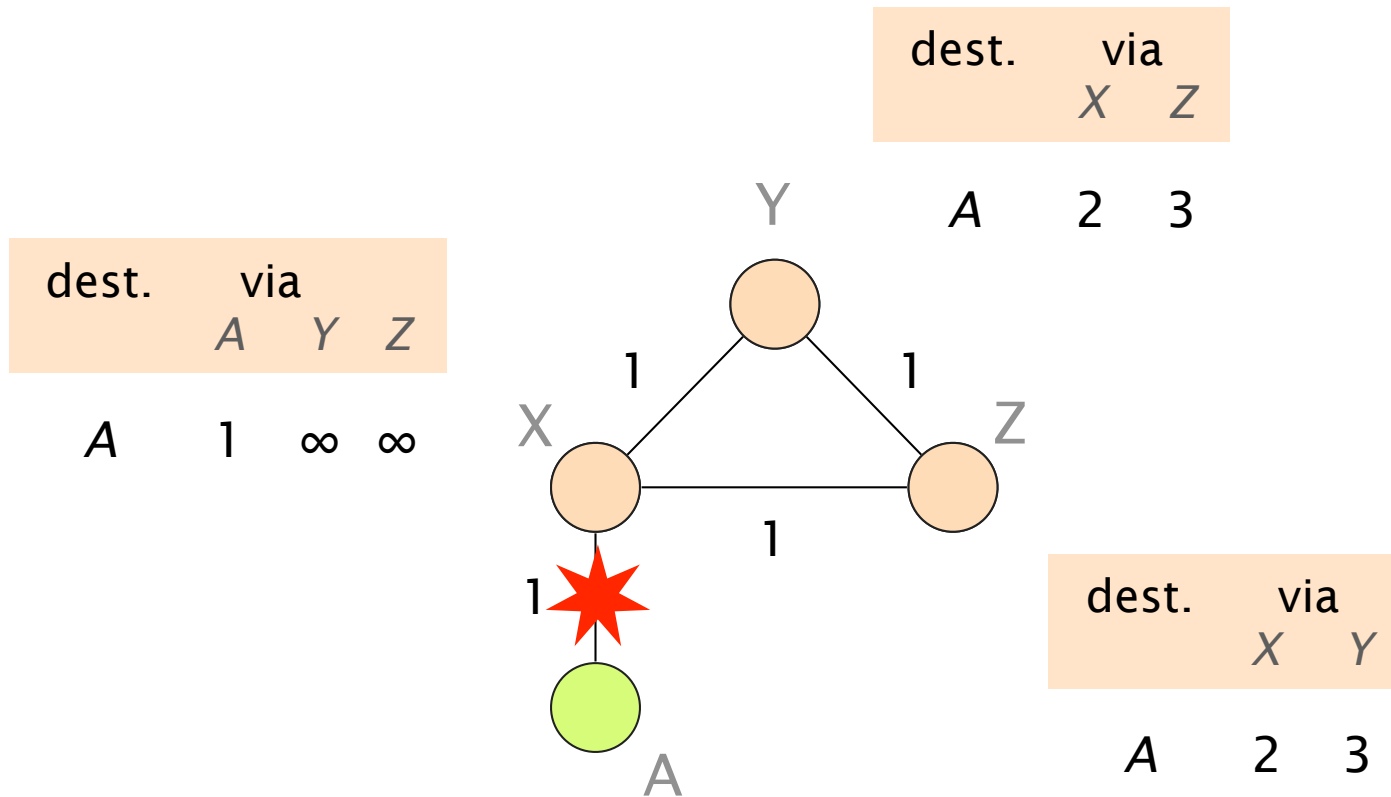 dest. via
X Z
A 2 3
Y
dest. via
A Y Z
A 1 ∞ ∞
1 1
X Z
1
1
dest. via
X Y
A 2 3
A